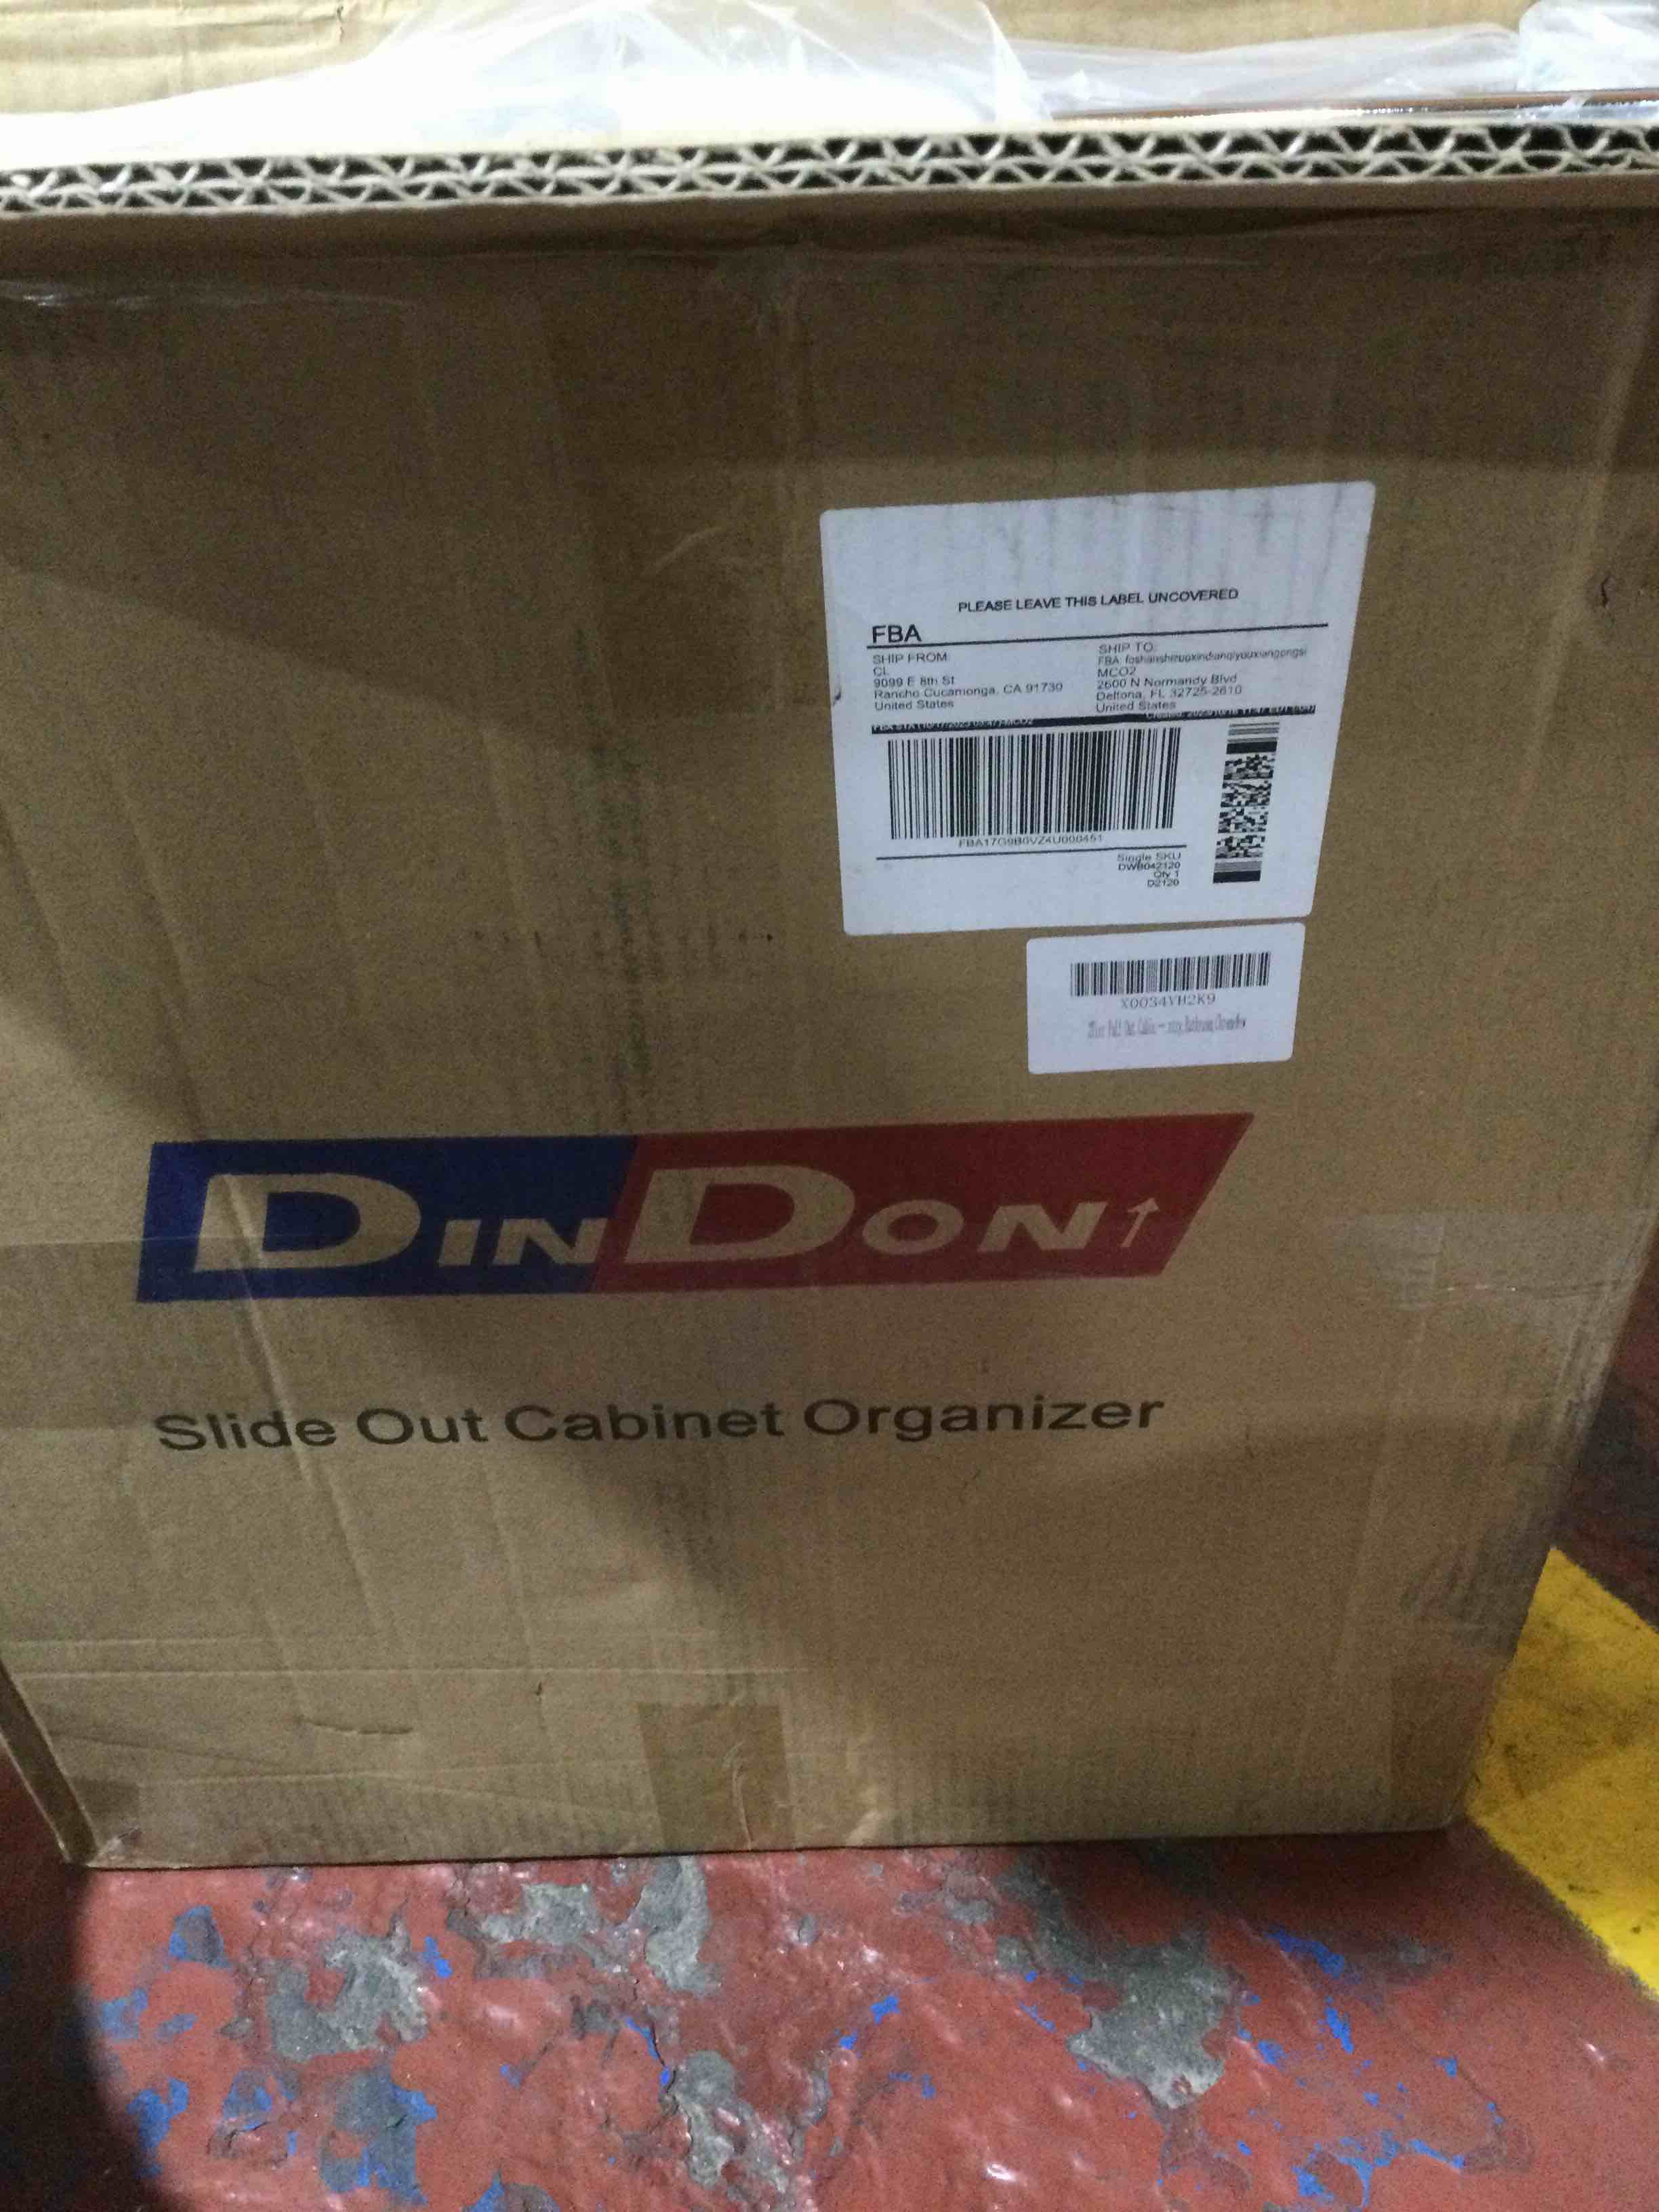 PLEASE LEAVE THIS LABEL UNCOVERED
FBA
SHIP FROM:
CL
9099 E 8th St
Rancho Cucamonga, CA 91730
United States
SHIP TO:
MCO2
2600 N Normandy Blvd
Deltona, FL 32725-2610
United States
Single SKU
DWB042120
Qty 1
D2120
X0034YH2K9
DINDON
Slide Out Cabinet Organizer